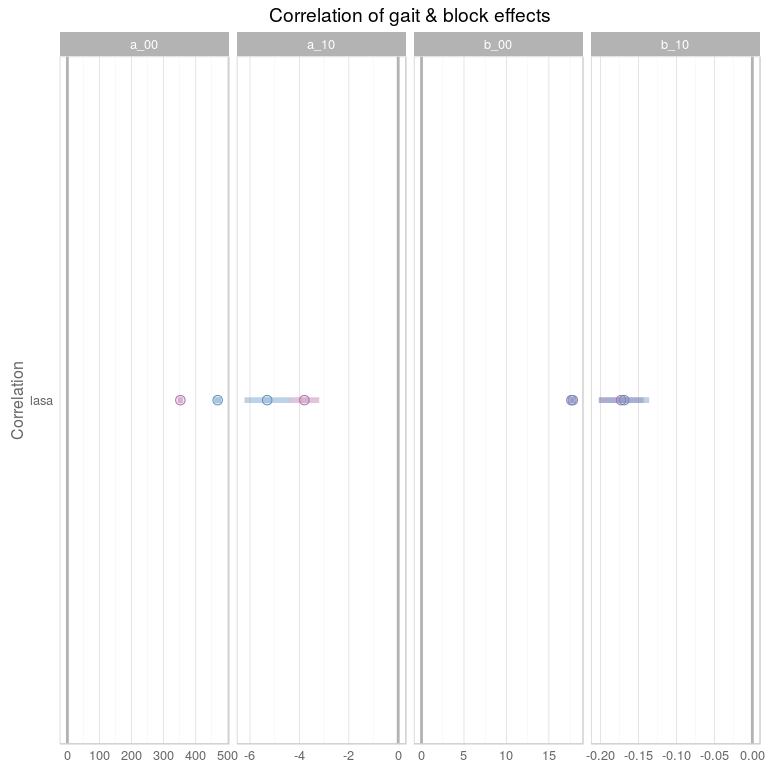 Correlation of gait & block effects
a_00 a_10 b_00 b_10
Correlation
lasa
0 100 200 300 400 500 -6 -4 -2 0 0 5 10 15 -0.20 -0.15 -0.10 -0.05 0.00